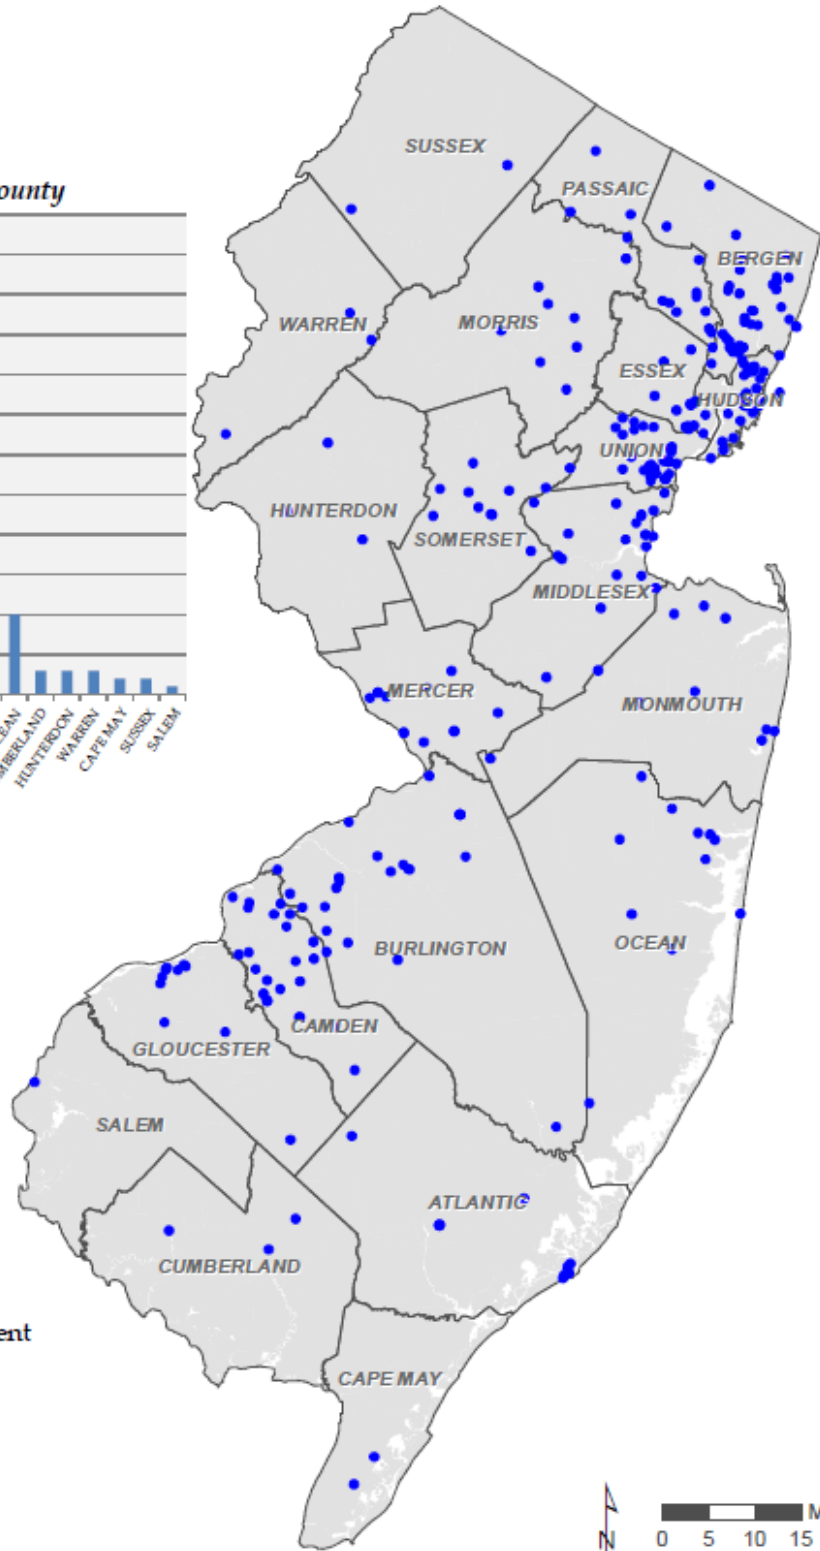 ounty
SUSSEX
PASSAIC
BERGEN
WARREN
MORRIS
ESSEX
HUDSON
UNION
HUNTERDON
SOMERSET
MIDDLESEX
MERCER
MONMOUTH
EAN
MBERLAND
HUNTERDON
WARREN
CAPE MAY
SUSSEX
SALEM
OCEAN
BURLINGTON
CAMDEN
GLOUCESTER
SALEM
ATLANTIC
CUMBERLAND
ent
CAPE MAY
N
M
0 5 10 15